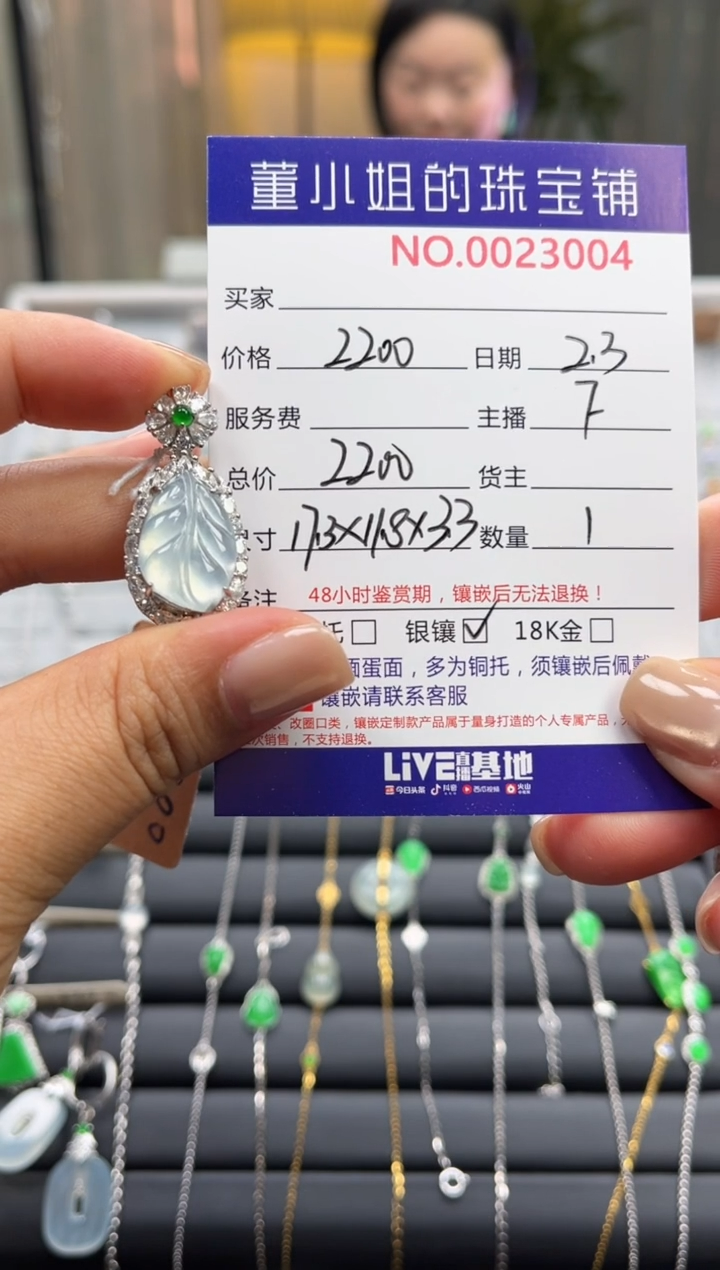 董小姐的珠宝铺
NO.0023004
买家
价格 2200 日期 2.3
服务费 主播 F
总价 2200 货主
寸 17.3×11.8×3.3 数量 1
备注 48小时鉴赏期，镶嵌后无法退换！
托 银镶 ✓ 18K金
面蛋面，多为铜托，须镶嵌后佩戴
镶嵌请联系客服
改圈口类，镶嵌定制款产品属于量身打造的个人专属产品，
次销售，不支持退换。
LiVE直播基地
今日头条 抖音 西瓜视频 火山